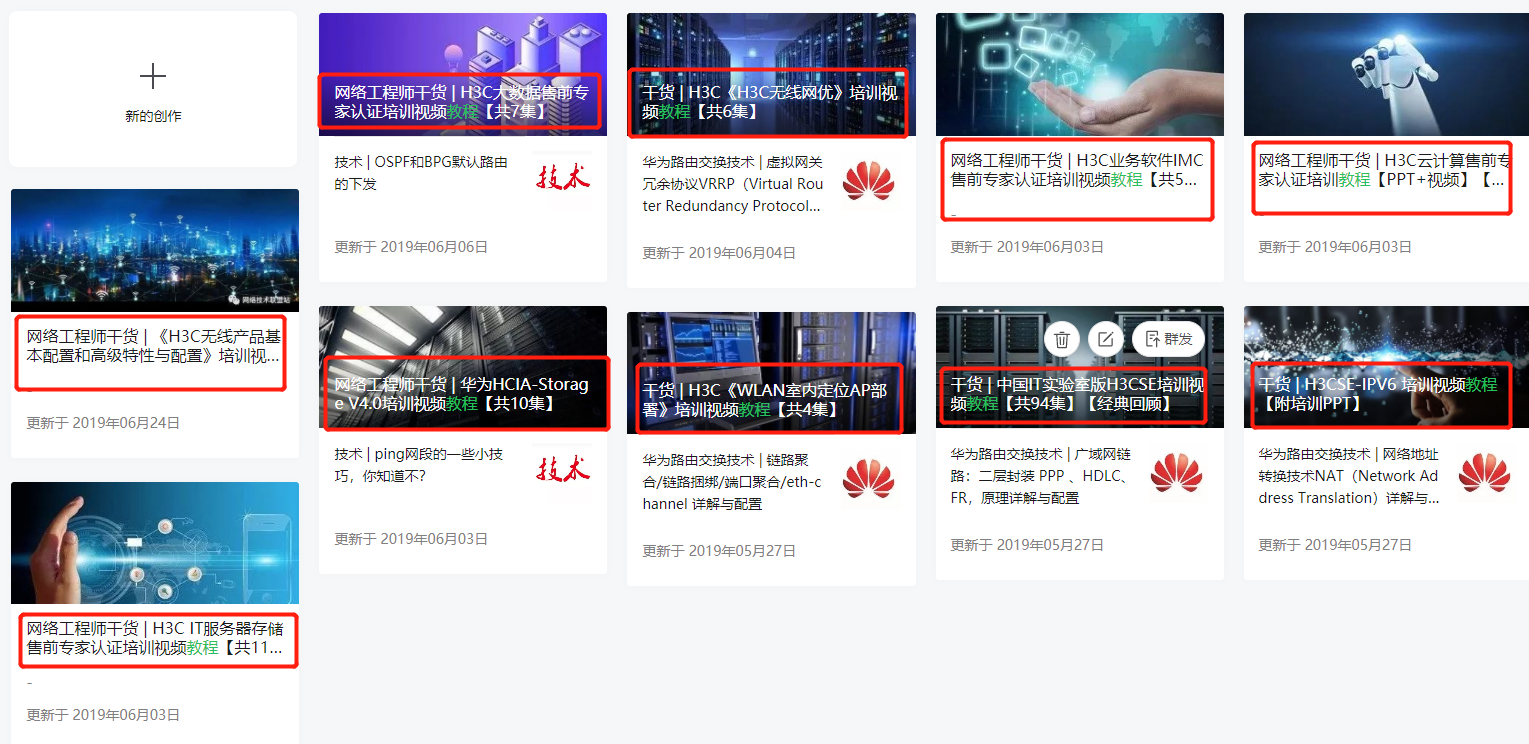 新的创作
网络工程师干货 | 《H3C无线产品基
本配置和高级特性与配置》培训视...
更新于 2019年06月24日
网络技术联盟站
网络工程师干货 | H3C IT服务器存储
售前专家认证培训视频教程【共11...
-
更新于 2019年06月03日
网络工程师干货 | H3C大数据售前专
家认证培训视频教程【共7集】
技术 | OSPF和BPG默认路由
的下发
技术
更新于 2019年06月06日
网络工程师干货 | 华为HCIA-Storag
e V4.0培训视频教程【共10集】
技术 | ping网段的一些小技
巧，你知道不?
技术
更新于 2019年06月03日
干货 | H3C《H3C无线网优》培训视
频教程【共6集】
华为路由交换技术 | 虚拟网关
冗余协议VRRP（Virtual Rou
ter Redundancy Protocol...
更新于 2019年06月04日
干货 | H3C《WLAN室内定位AP部
署》培训视频教程【共4集】
华为路由交换技术 | 链路聚
合/链路捆绑/端口聚合/eth-c
hannel 详解与配置
更新于 2019年05月27日
网络工程师干货 | H3C业务软件IMC
售前专家认证培训视频教程【共5...
-
更新于 2019年06月03日
群发
干货 | 中国IT实验室版H3CSE培训视
频教程【共94集】【经典回顾】
华为路由交换技术 | 广域网链
路：二层封装 PPP 、HDLC、
FR，原理详解与配置
更新于 2019年05月27日
网络工程师干货 | H3C云计算售前专
家认证培训教程【PPT+视频】【...
-
更新于 2019年06月03日
干货 | H3CSE-IPV6 培训视频教程
【附培训PPT】
华为路由交换技术 | 网络地址
转换技术NAT（Network Ad
dress Translation）详解与...
更新于 2019年05月27日